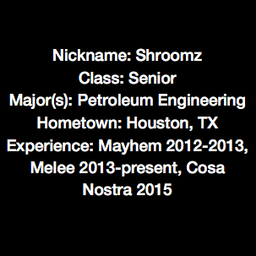 Nickname: Shroomz
Class: Senior
Major(s): Petroleum Engineering
Hometown: Houston, TX
Experience: Mayhem 2012-2013,
Melee 2013-present, Cosa
Nostra 2015